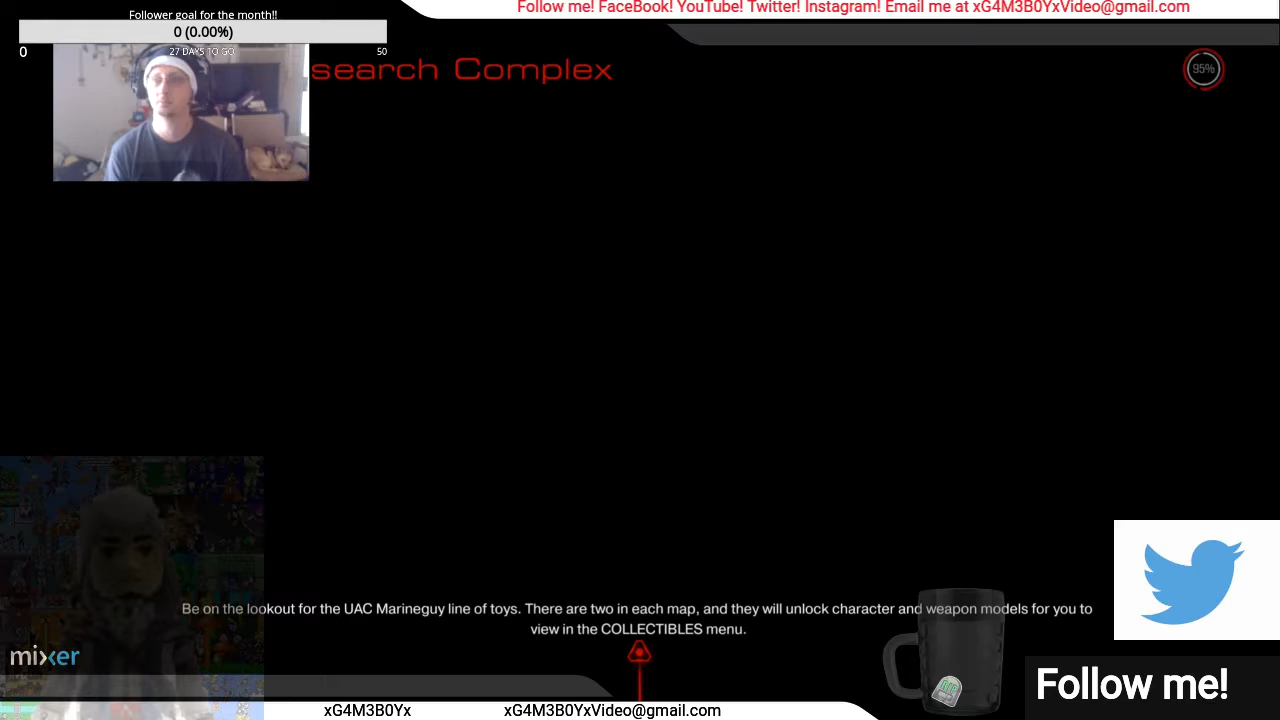 Follow me! FaceBook! YouTube! Twitter! Instagram! Email me at xG4M3B0YxVideo@gmail.com
Follower goal for the month!!
0 (0.00%)
0
27 DAYS TO GO
50
search Complex
95%
Be on the lookout for the UAC Marineguy line of toys. There are two in each map, and they will unlock character and weapon models for you to
view in the COLLECTIBLES menu.
mixer
Follow me!
xG4M3B0Yx
xG4M3B0YxVideo@gmail.com